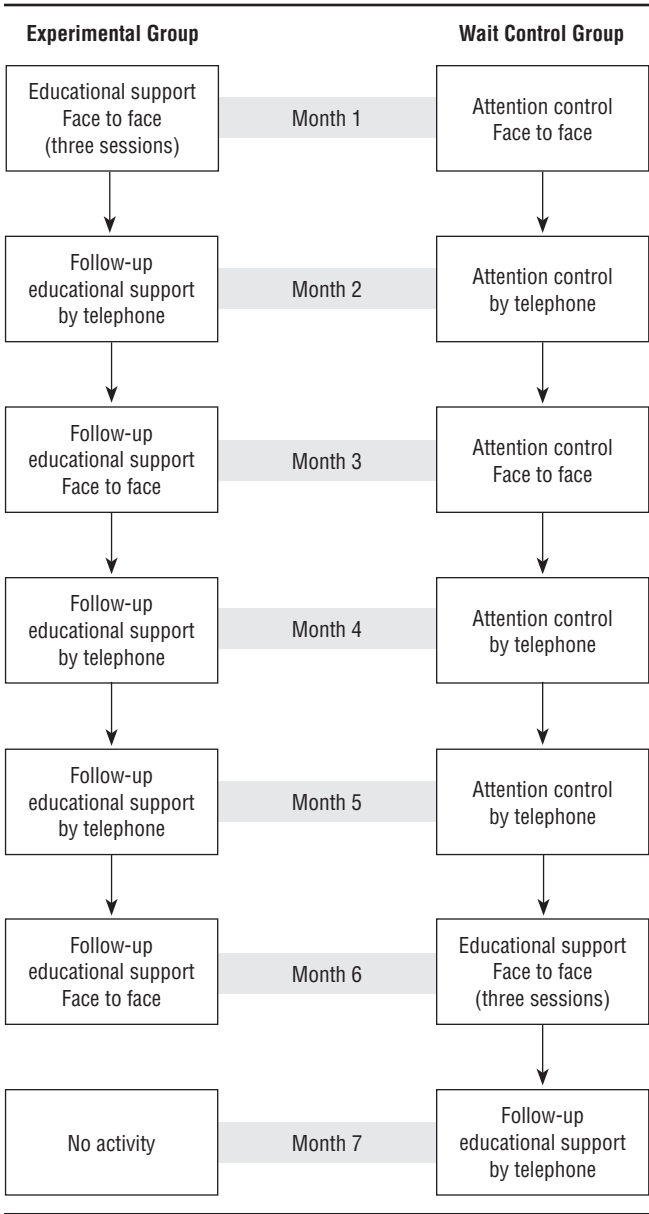 Experimental Group
Wait Control Group
Educational support
Face to face
(three sessions)
Month 1
Attention control
Face to face
Follow-up
educational support
by telephone
Month 2
Attention control
by telephone
Follow-up
educational support
Face to face
Month 3
Attention control
Face to face
Follow-up
educational support
by telephone
Month 4
Attention control
by telephone
Follow-up
educational support
by telephone
Month 5
Attention control
by telephone
Follow-up
educational support
Face to face
Month 6
Educational support
Face to face
(three sessions)
No activity
Month 7
Follow-up
educational support
by telephone